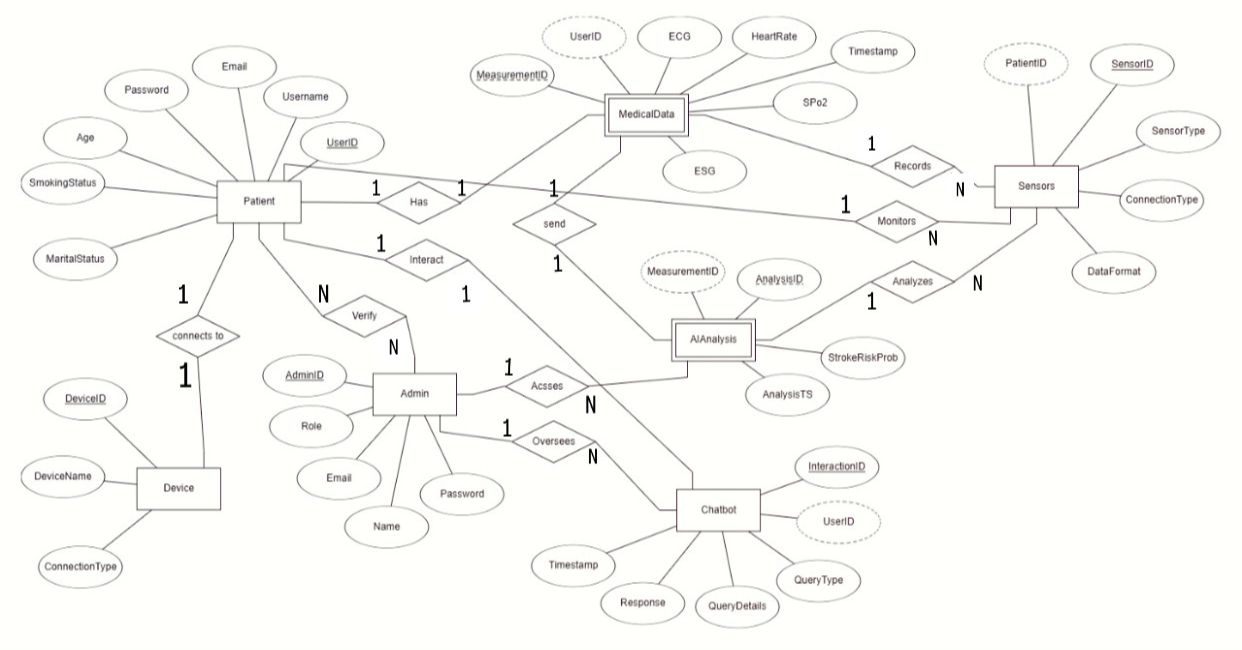 UserID
ECG
HeartRate
Timestamp
MeasurementID
SPo2
MedicalData
ESG
PatientID
SensorID
SensorType
ConnectionType
DataFormat
Sensors
Email
Password
Username
Age
UserID
SmokingStatus
Patient
MaritalStatus
1
Has
1
1
Records
N
1
Monitors
N
1
send
1
1
Interact
1
1
Analyzes
N
N
Verify
N
1
connects to
1
MeasurementID
AnalysisID
AIAnalysis
StrokeRiskProb
AnalysisTS
AdminID
Admin
Role
Email
Name
Password
1
Acsses
N
1
Oversees
N
DeviceID
DeviceName
Device
ConnectionType
InteractionID
Chatbot
UserID
Timestamp
QueryType
Response
QueryDetails